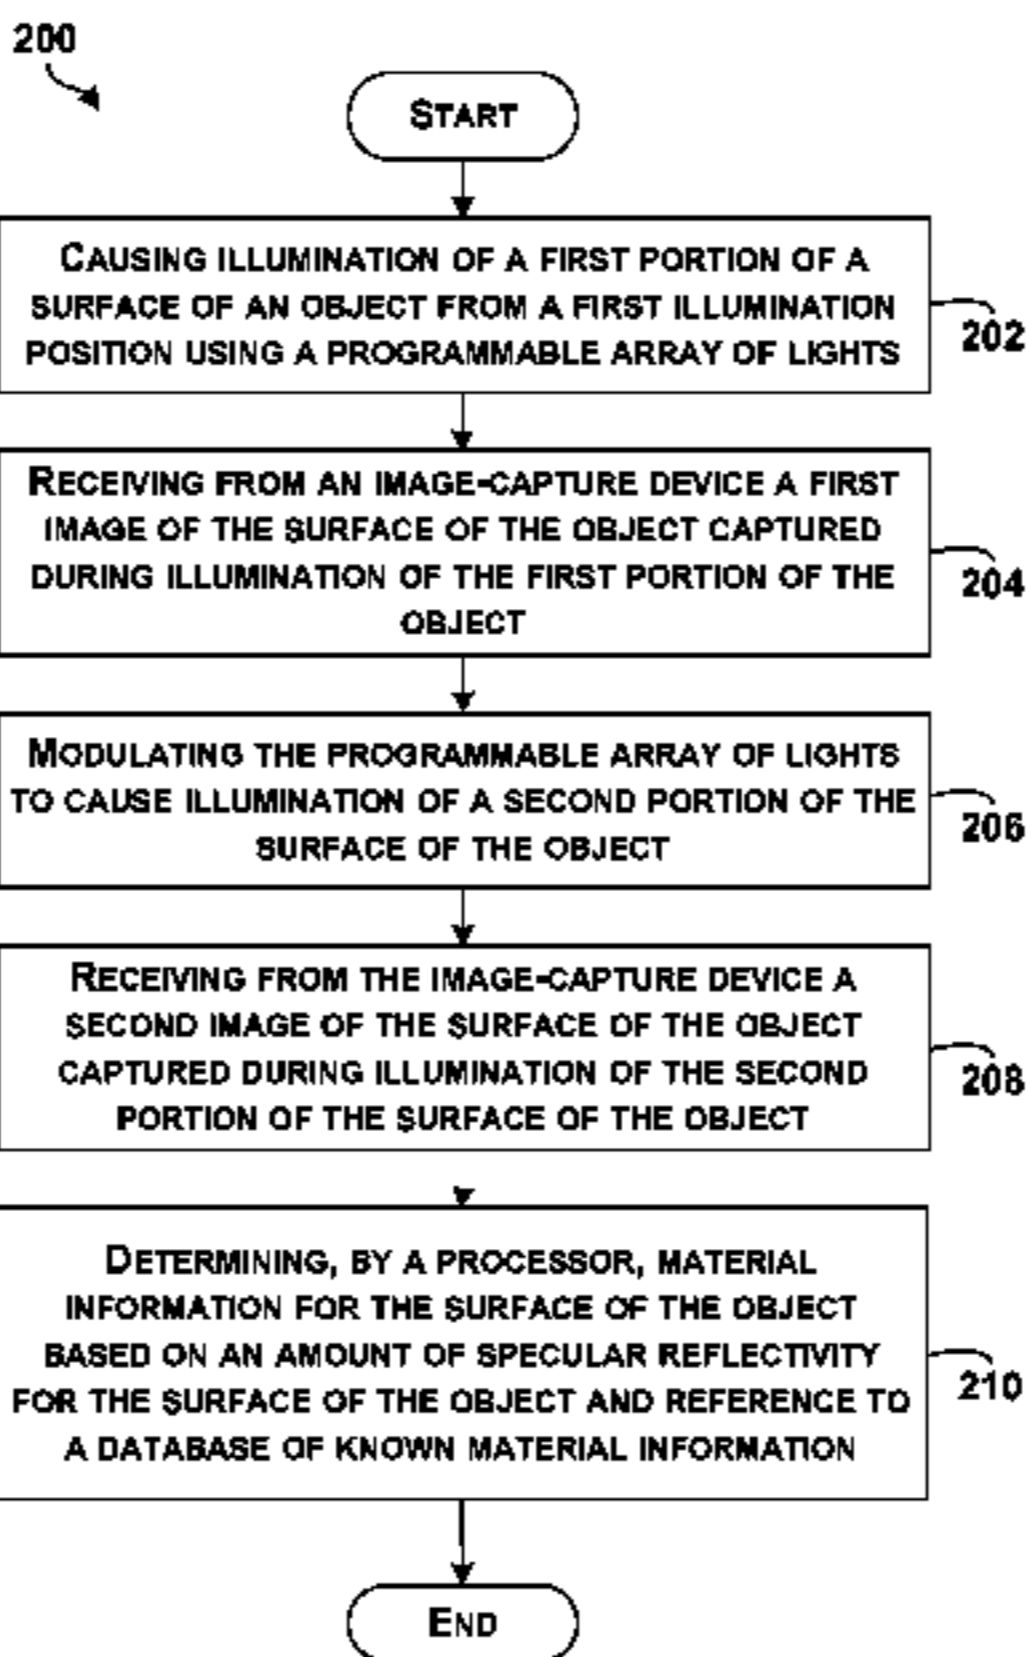 200
START
CAUSING ILLUMINATION OF A FIRST PORTION OF A
SURFACE OF AN OBJECT FROM A FIRST ILLUMINATION
POSITION USING A PROGRAMMABLE ARRAY OF LIGHTS
202
RECEIVING FROM AN IMAGE-CAPTURE DEVICE A FIRST
IMAGE OF THE SURFACE OF THE OBJECT CAPTURED
DURING ILLUMINATION OF THE FIRST PORTION OF THE
OBJECT
204
MODULATING THE PROGRAMMABLE ARRAY OF LIGHTS
TO CAUSE ILLUMINATION OF A SECOND PORTION OF THE
SURFACE OF THE OBJECT
206
RECEIVING FROM THE IMAGE-CAPTURE DEVICE A
SECOND IMAGE OF THE SURFACE OF THE OBJECT
CAPTURED DURING ILLUMINATION OF THE SECOND
PORTION OF THE SURFACE OF THE OBJECT
208
DETERMINING, BY A PROCESSOR, MATERIAL
INFORMATION FOR THE SURFACE OF THE OBJECT
BASED ON AN AMOUNT OF SPECULAR REFLECTIVITY
FOR THE SURFACE OF THE OBJECT AND REFERENCE TO
A DATABASE OF KNOWN MATERIAL INFORMATION
210
END